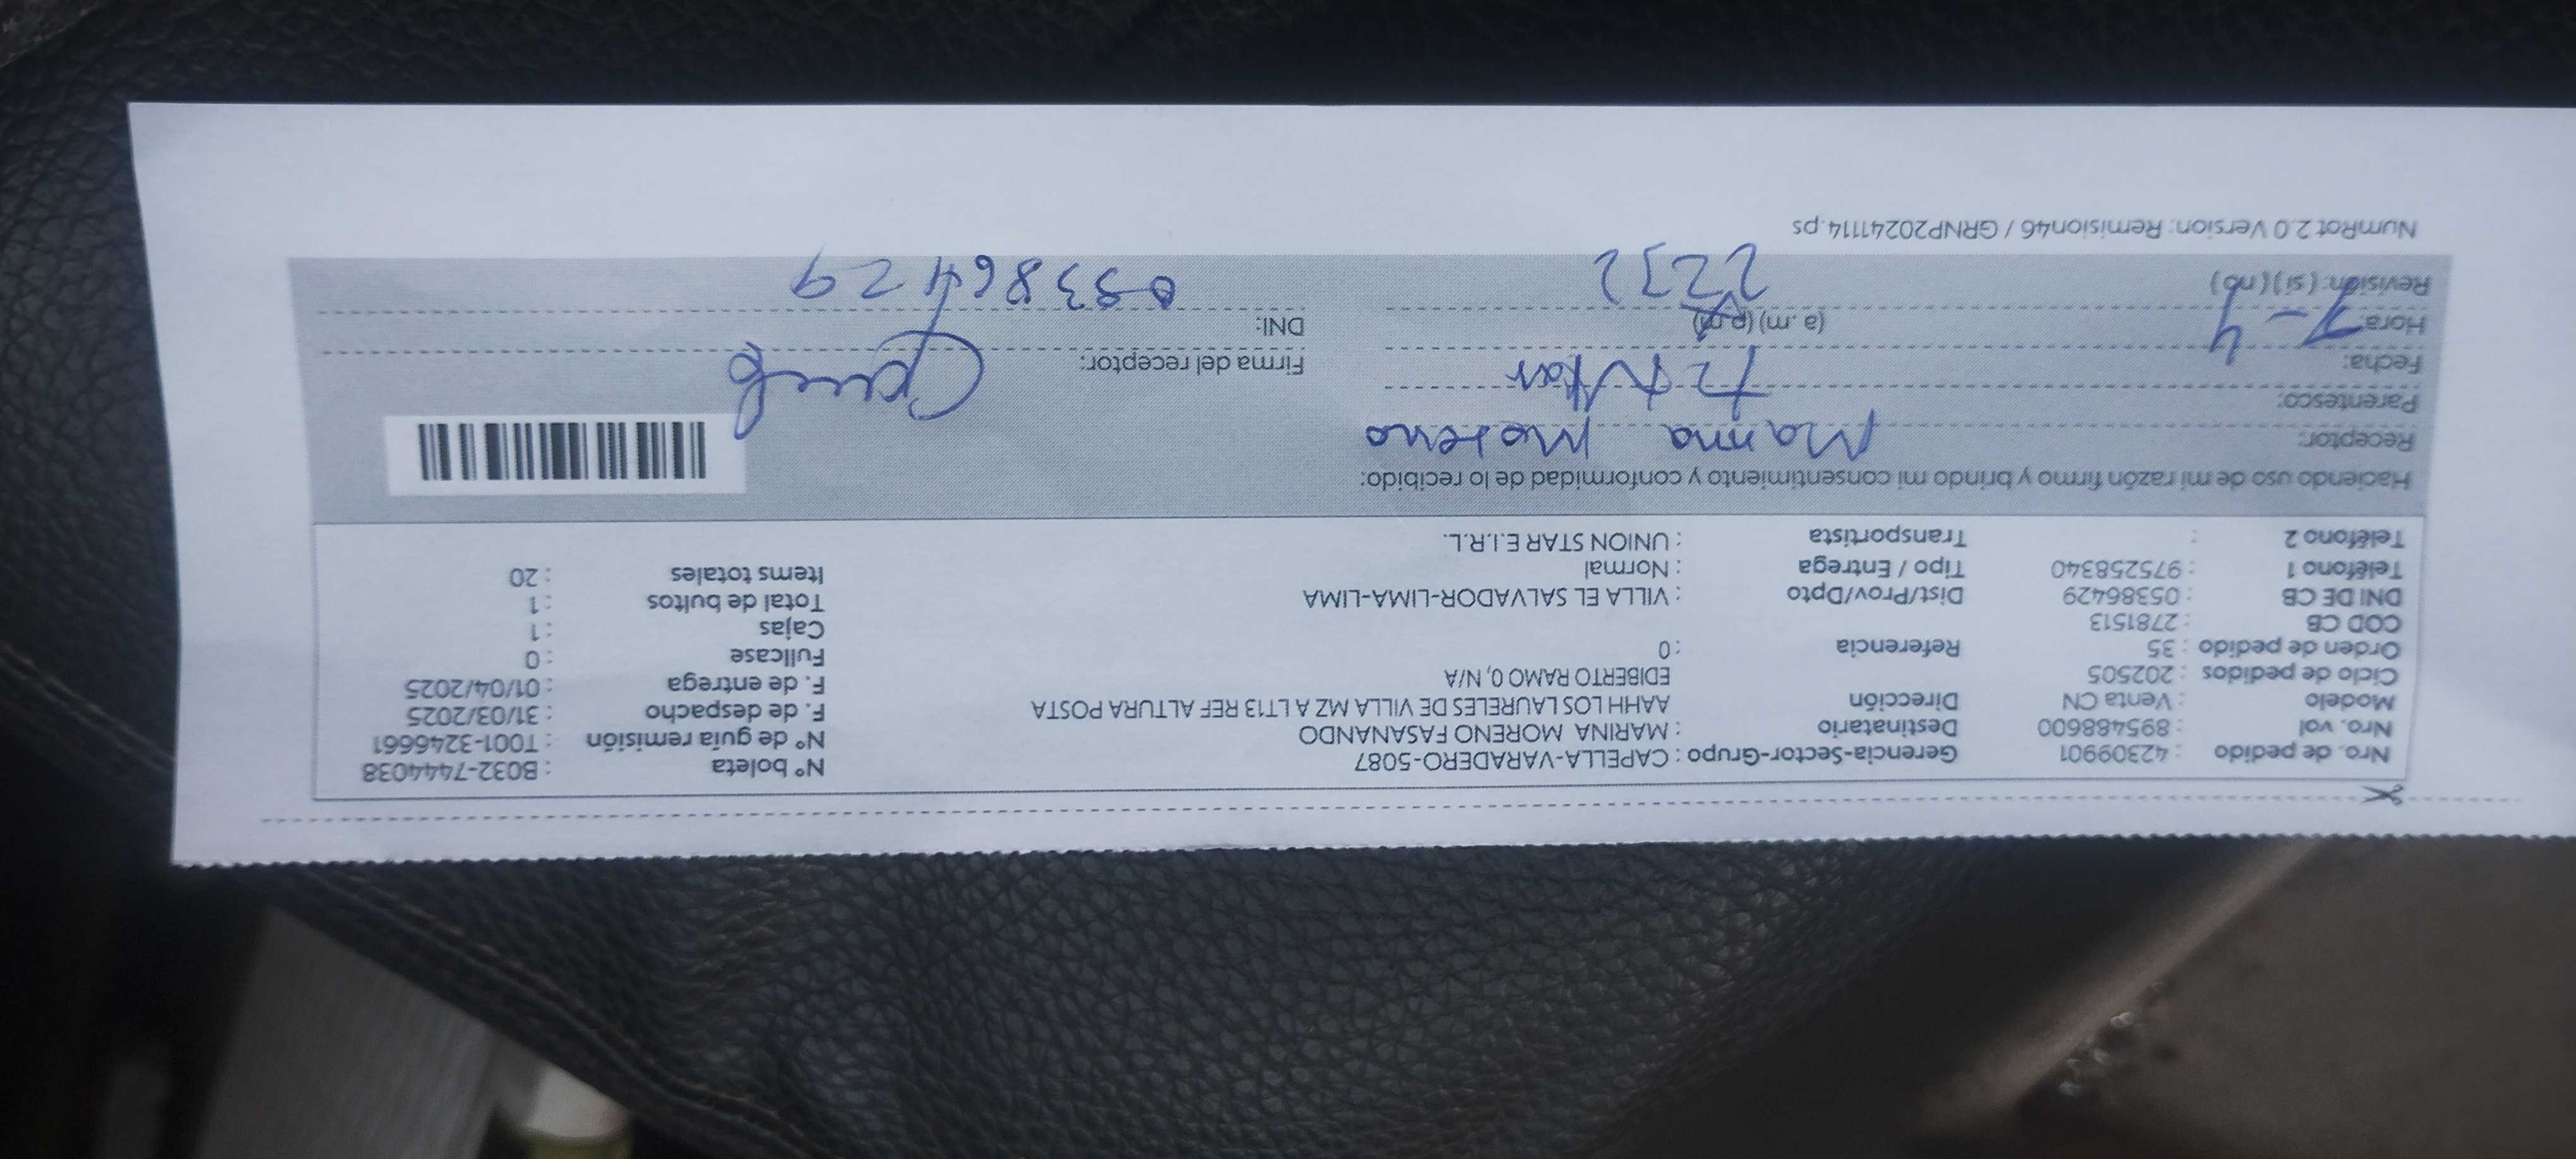 Nro. de pedido : 42309901 Gerencia-Sector-Grupo : CAPELLA-VARADERO-5087 N° boleta : B032-7444038
Nro. vol : 895488600 Destinatario : MARINA MORENO FASANANDO N° de guía remisión : T001-3246661
Modelo : Venta CN Dirección AAHH LOS LAURELES DE VILLA MZ A LT13 REF ALTURA POSTA F. de despacho : 31/03/2025
Ciclo de pedidos : 202505 EDIBERTO RAMO 0, N/A F. de entrega : 01/04/2025
Orden de pedido : 35 Referencia : 0 Fullcase : 0
COD CB : 2781513 Cajas : 1
DNI DE CB : 05386429 Dist/Prov/Dpto : VILLA EL SALVADOR-LIMA-LIMA Total de bultos : 1
Teléfono 1 : 975258340 Tipo / Entrega : Normal Items totales : 20
Teléfono 2 : Transportista : UNION STAR E.I.R.L.
Haciendo uso de mi razón firmo y brindo mi consentimiento y conformidad de lo recibido:
Receptor: Marina Moreno
Parentesco: Titular
Fecha: Firma del receptor:
Hora: 7-4 (a.m) (p.m) DNI: 05386429
Revisión: (si) (no) 2232
NumRot 2.0 Version: Remision46 / GRNP20241114.ps